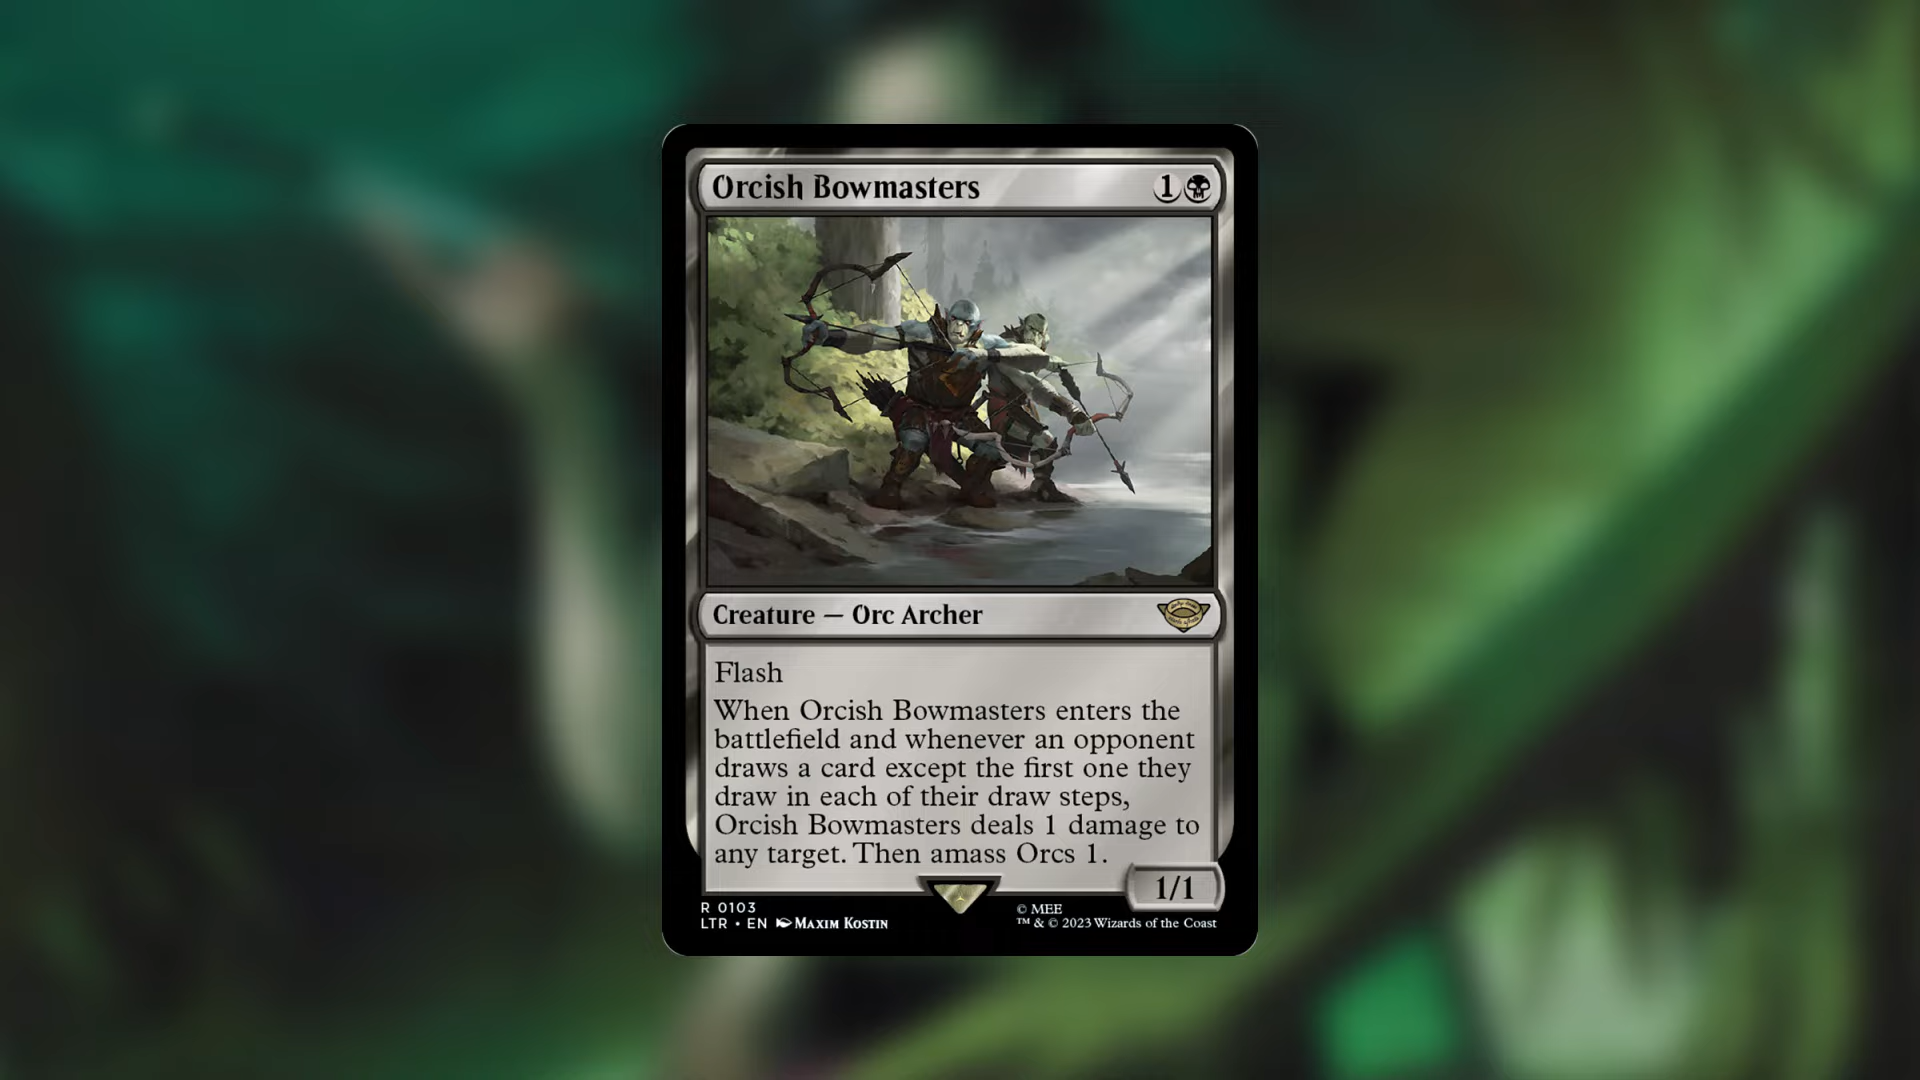 Orcish Bowmasters 1
Creature — Orc Archer
Flash
When Orcish Bowmasters enters the
battlefield and whenever an opponent
draws a card except the first one they
draw in each of their draw steps,
Orcish Bowmasters deals 1 damage to
any target. Then amass Orcs 1.
1/1
R 0103
LTR • EN Maxim Kostin
© MEE
™ & © 2023 Wizards of the Coast